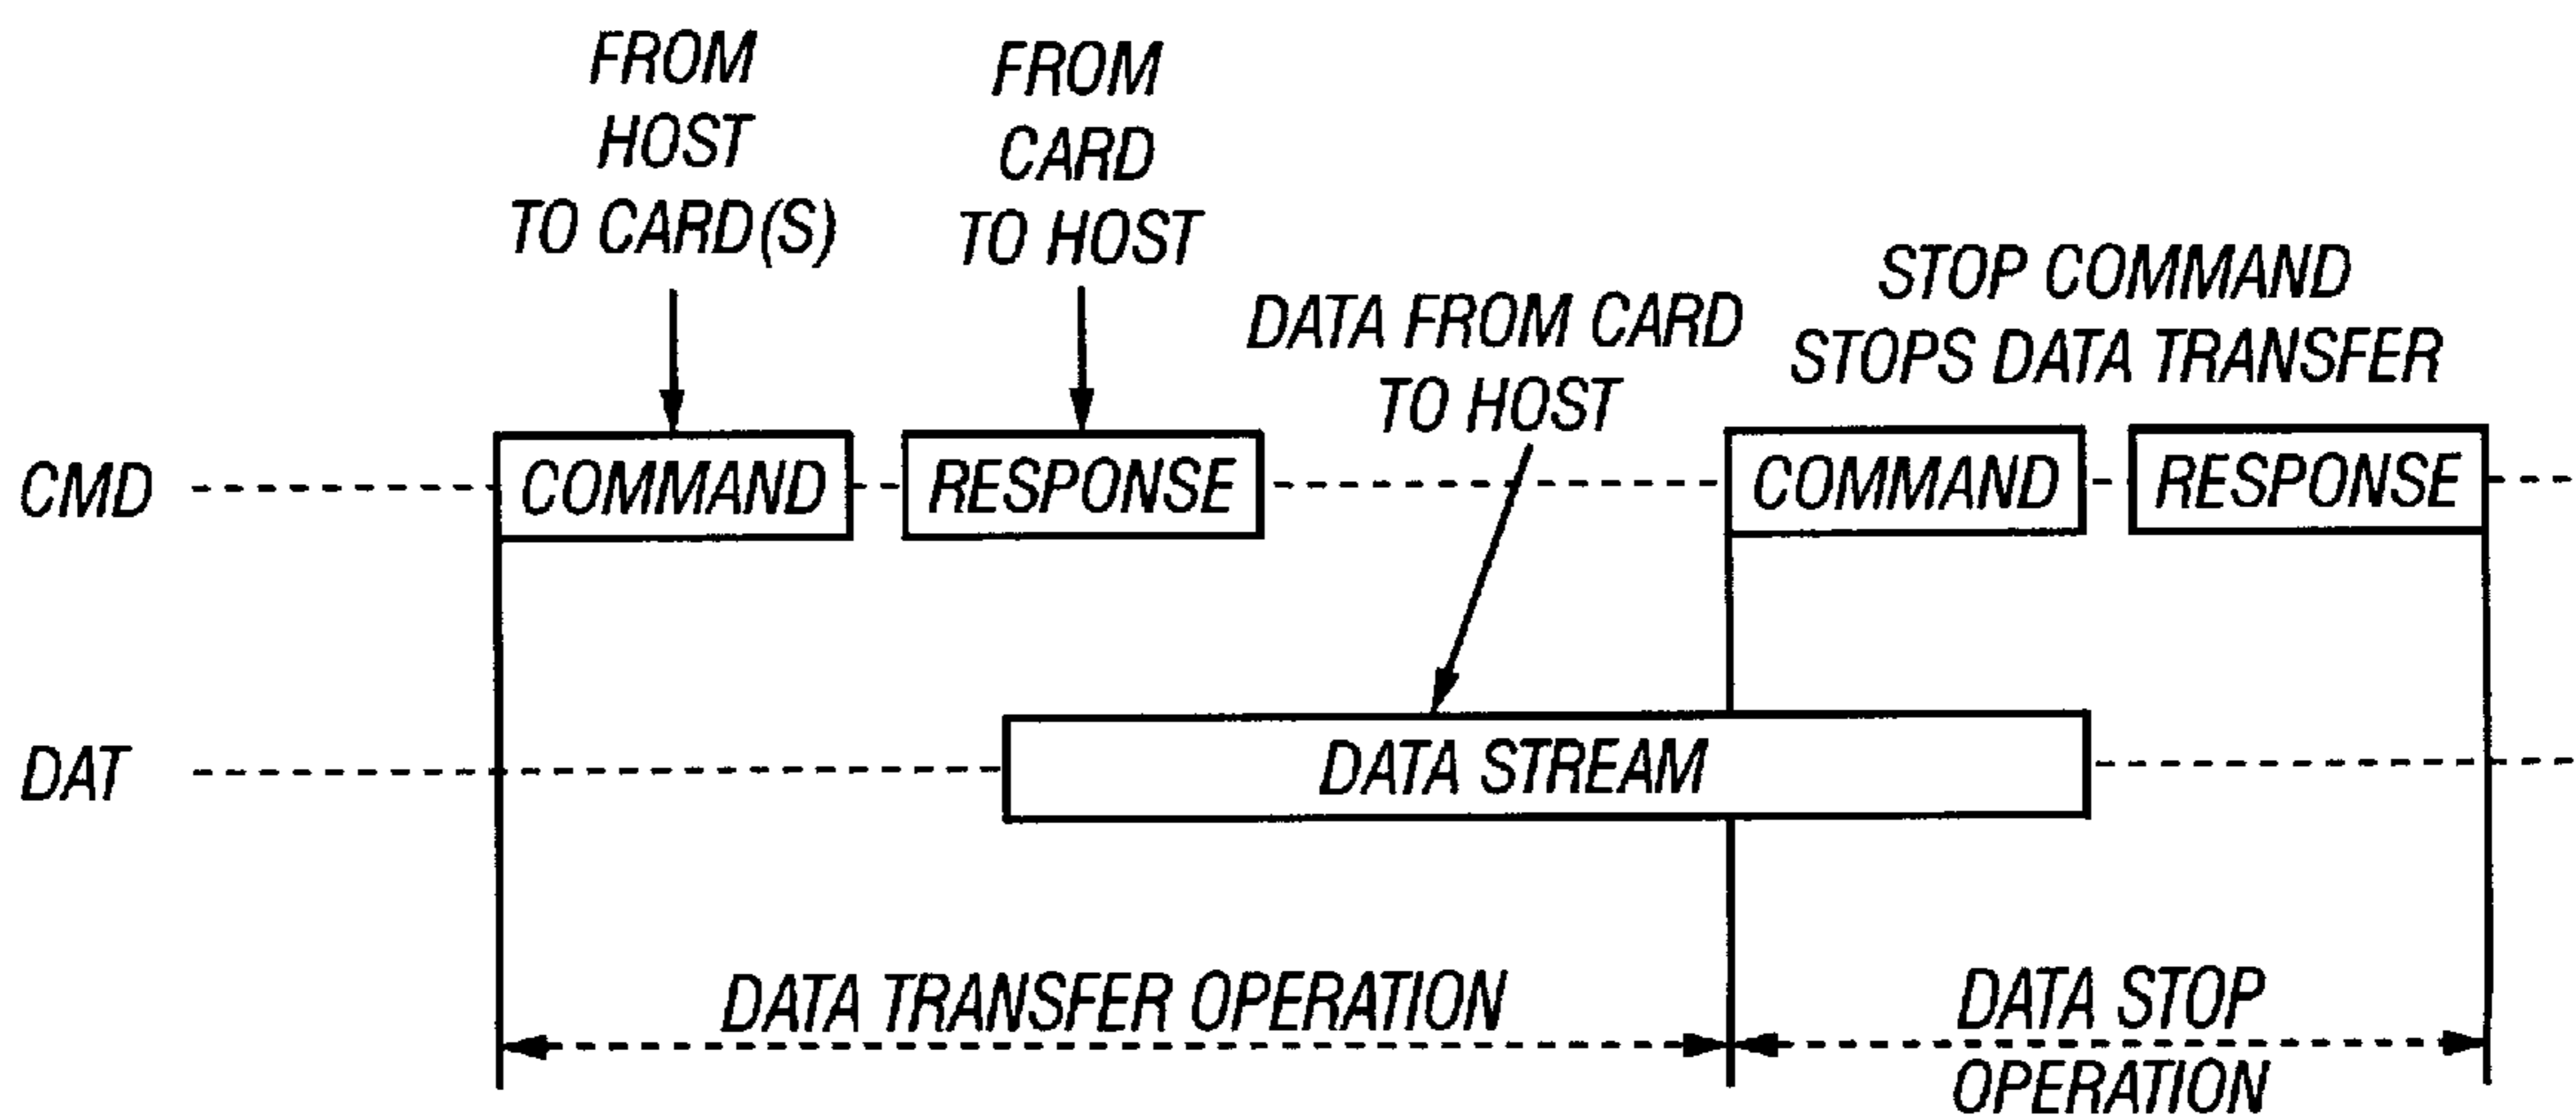 FROM
HOST
TO CARD(S)
FROM
CARD
TO HOST
DATA FROM CARD
TO HOST
STOP COMMAND
STOPS DATA TRANSFER
CMD
COMMAND
RESPONSE
COMMAND
RESPONSE
DAT
DATA STREAM
DATA TRANSFER OPERATION
DATA STOP
OPERATION